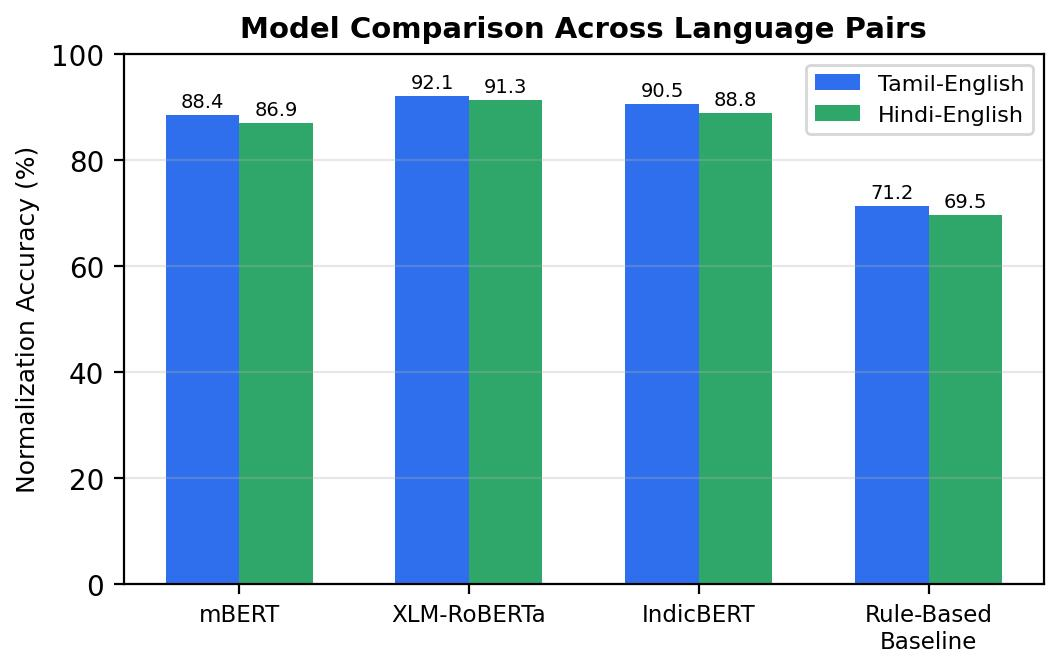 Model Comparison Across Language Pairs
Normalization Accuracy (%)
100
80
60
40
20
0
88.4
86.9
92.1
91.3
90.5
88.8
71.2
69.5
Tamil-English
Hindi-English
mBERT
XLM-RoBERTa
IndicBERT
Rule-Based
Baseline